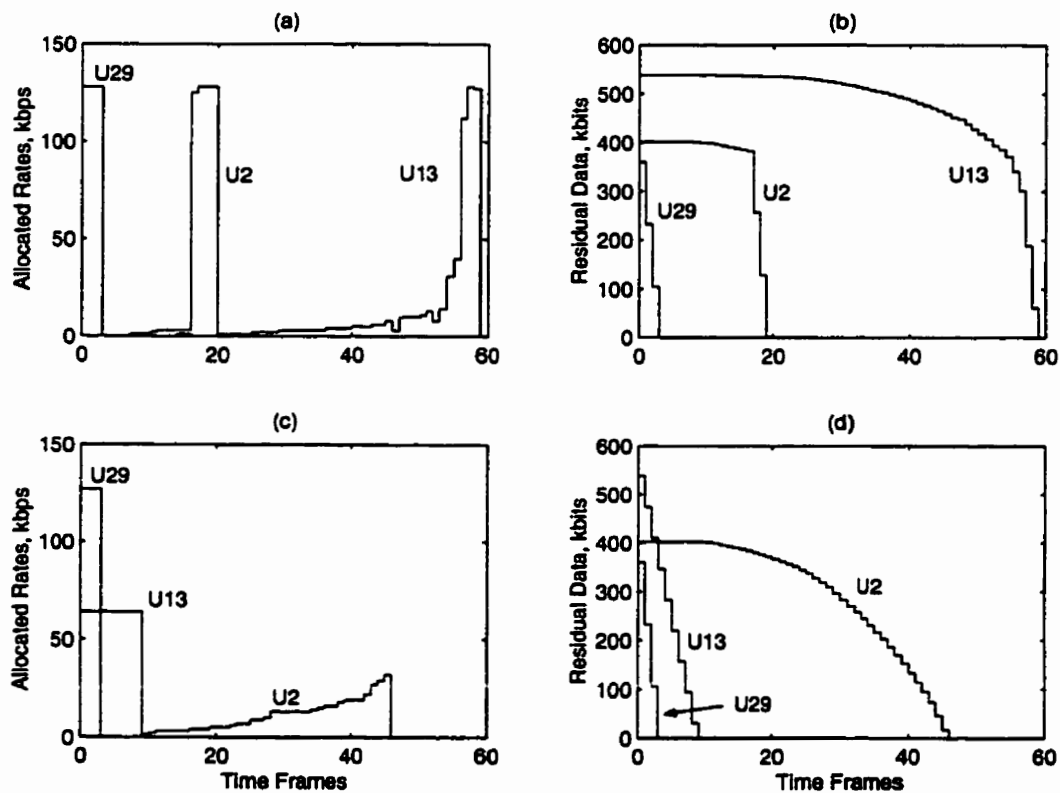 (a)
150
100
50
0
Allocated Rates, kbps
U29
U2
U13
0 20 40 60
(b)
600
500
400
300
200
100
0
Residual Data, kbits
U29
U2
U13
0 20 40 60
(c)
150
100
50
0
Allocated Rates, kbps
U29
U13
U2
0 20 40 60
Time Frames
(d)
600
500
400
300
200
100
0
Residual Data, kbits
U2
U13
U29
0 20 40 60
Time Frames